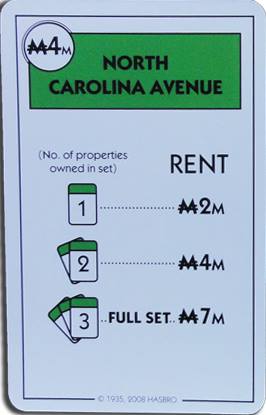 ₩4M
NORTH
CAROLINA AVENUE
(No. of properties
owned in set)
RENT
1 ............... ₩2M
2 ............... ₩4M
3 FULL SET.. ₩7M
© 1935, 2008 HASBRO